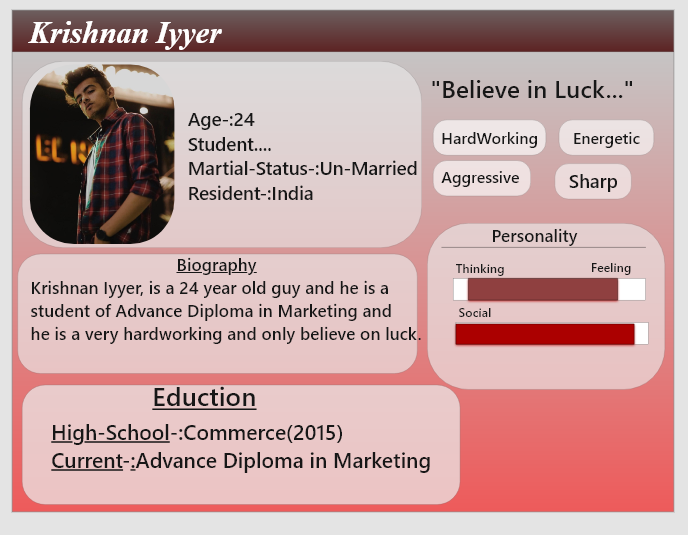 Krishnan Iyyer
Age-:24
Student....
Martial-Status-:Un-Married
Resident-:India
"Believe in Luck..."
HardWorking
Energetic
Aggressive
Sharp
Biography
Krishnan Iyyer, is a 24 year old guy and he is a
student of Advance Diploma in Marketing and
he is a very hardworking and only believe on luck.
Personality
Thinking
Feeling
Social
Eduction
High-School-:Commerce(2015)
Current-:Advance Diploma in Marketing